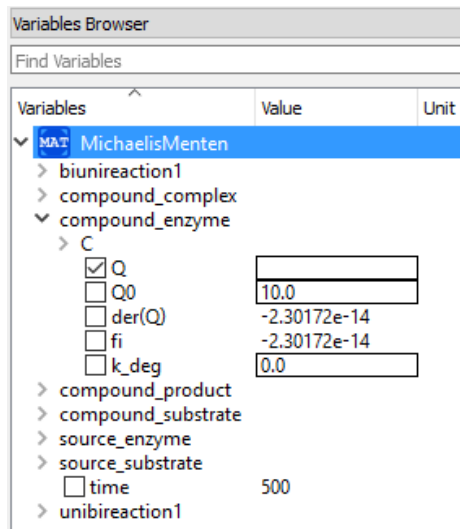 Variables Browser
Find Variables
Variables Value Unit
MAT MichaelisMenten
biunireaction1
compound_complex
compound_enzyme
C
Q
Q0 10.0
der(Q) -2.30172e-14
fi -2.30172e-14
k_deg 0.0
compound_product
compound_substrate
source_enzyme
source_substrate
time 500
unibireaction1